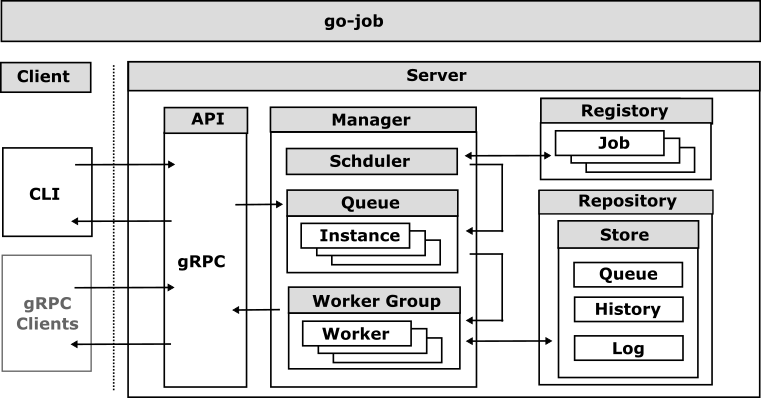 go-job
Client
Server
API
Manager
Registory
Job
Schduler
CLI
Queue
Instance
Repository
Store
gRPC
Queue
gRPC
Clients
Worker Group
History
Worker
Log